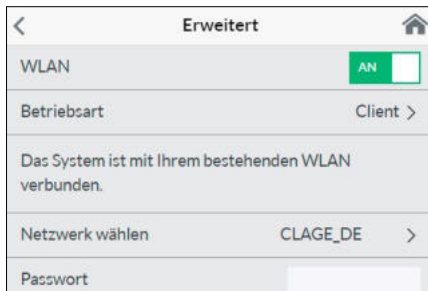 Erweitert
WLAN AN
Betriebsart Client >
Das System ist mit Ihrem bestehenden WLAN
verbunden.
Netzwerk wählen CLAGE_DE >
Passwort